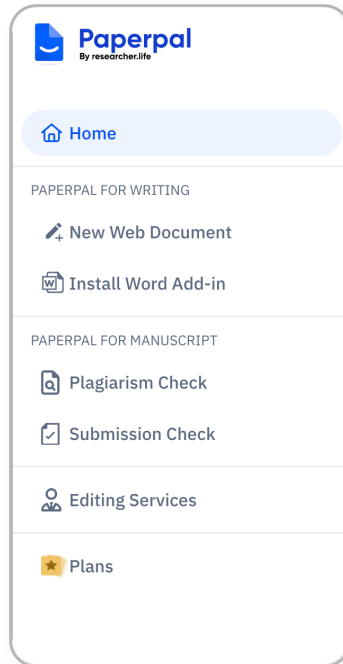 Paperpal
By researcher.life
Home
PAPERPAL FOR WRITING
New Web Document
Install Word Add-in
PAPERPAL FOR MANUSCRIPT
Plagiarism Check
Submission Check
Editing Services
Plans